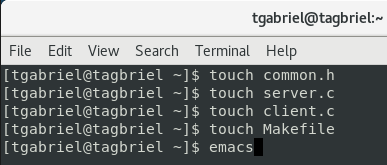 tgabriel@tagbriel:~
File Edit View Search Terminal Help
[tgabriel@tagbriel ~]$ touch common.h
[tgabriel@tagbriel ~]$ touch server.c
[tgabriel@tagbriel ~]$ touch client.c
[tgabriel@tagbriel ~]$ touch Makefile
[tgabriel@tagbriel ~]$ emacs